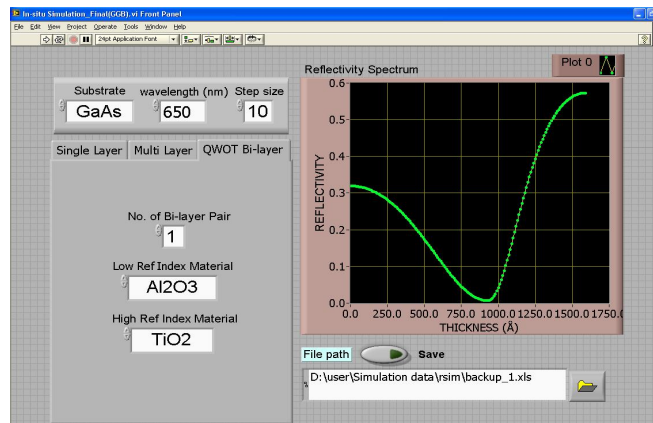 In-situ Simulation_Final(GGB).vi Front Panel
File Edit View Project Operate Tools Window Help
24pt Application Font
Substrate wavelength (nm) Step size
GaAs 650 10
Single Layer Multi Layer QWOT Bi-layer
No. of Bi-layer Pair
1
Low Ref Index Material
Al2O3
High Ref Index Material
TiO2
Reflectivity Spectrum
Plot 0
REFLECTIVITY
0.6
0.5
0.4
0.3
0.2
0.1
0.0
0.0 250.0 500.0 750.0 1000.0 1250.0 1500.0 1750.0
THICKNESS (Å)
File path Save
D:\user\Simulation data\rsim\backup_1.xls